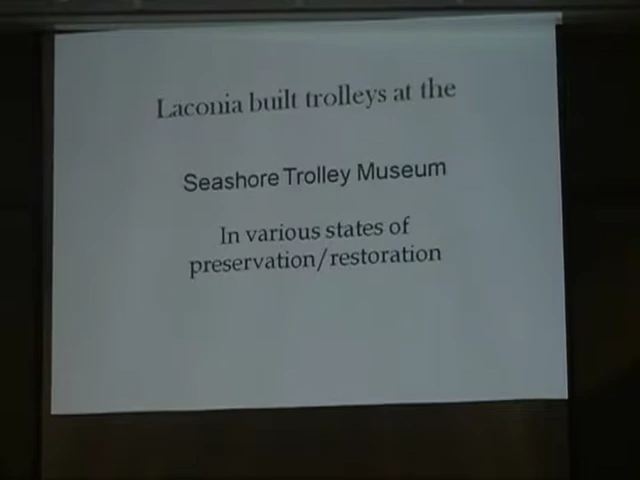 Laconia built trolleys at the
Seashore Trolley Museum
In various states of
preservation/restoration